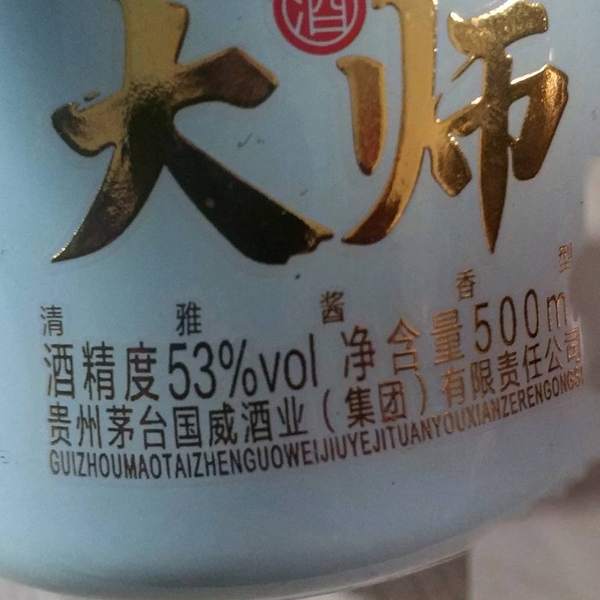 酒
大师
清雅酱香型
酒精度53%vol 净含量500m
贵州茅台国威酒业（集团）有限责任公司
GUIZHOUMAOTAIZHENGUOWEIJIUYEJITUANYOUXIANZERENGONGS